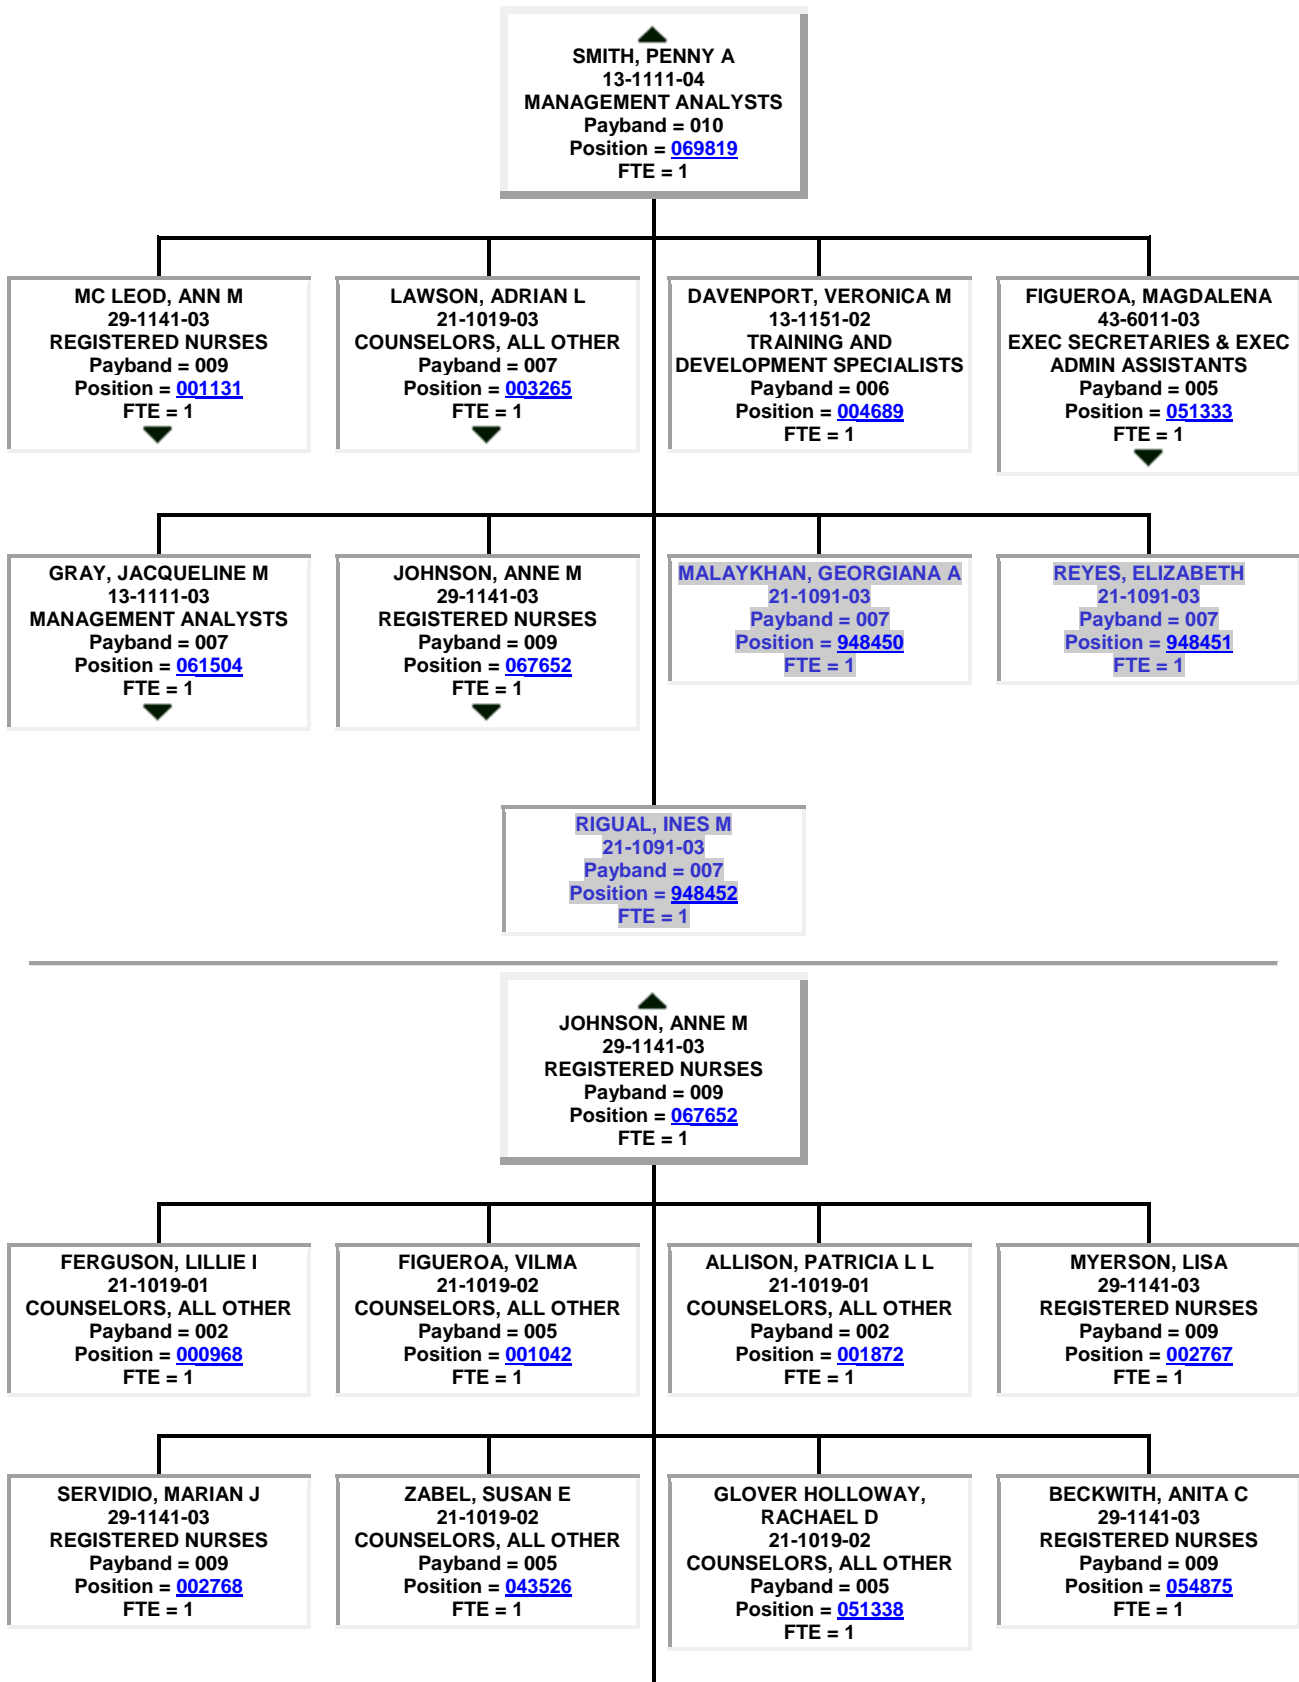 SMITH, PENNY A
13-1111-04
MANAGEMENT ANALYSTS
Payband = 010
Position = 069819
FTE = 1
MC LEOD, ANN M
29-1141-03
REGISTERED NURSES
Payband = 009
Position = 001131
FTE = 1
LAWSON, ADRIAN L
21-1019-03
COUNSELORS, ALL OTHER
Payband = 007
Position = 003265
FTE = 1
DAVENPORT, VERONICA M
13-1151-02
TRAINING AND
DEVELOPMENT SPECIALISTS
Payband = 006
Position = 004689
FTE = 1
FIGUEROA, MAGDALENA
43-6011-03
EXEC SECRETARIES & EXEC
ADMIN ASSISTANTS
Payband = 005
Position = 051333
FTE = 1
GRAY, JACQUELINE M
13-1111-03
MANAGEMENT ANALYSTS
Payband = 007
Position = 061504
FTE = 1
JOHNSON, ANNE M
29-1141-03
REGISTERED NURSES
Payband = 009
Position = 067652
FTE = 1
MALAYKHAN, GEORGIANA A
21-1091-03
Payband = 007
Position = 948450
FTE = 1
REYES, ELIZABETH
21-1091-03
Payband = 007
Position = 948451
FTE = 1
RIGUAL, INES M
21-1091-03
Payband = 007
Position = 948452
FTE = 1
JOHNSON, ANNE M
29-1141-03
REGISTERED NURSES
Payband = 009
Position = 067652
FTE = 1
FERGUSON, LILLIE I
21-1019-01
COUNSELORS, ALL OTHER
Payband = 002
Position = 000968
FTE = 1
FIGUEROA, VILMA
21-1019-02
COUNSELORS, ALL OTHER
Payband = 005
Position = 001042
FTE = 1
ALLISON, PATRICIA L L
21-1019-01
COUNSELORS, ALL OTHER
Payband = 002
Position = 001872
FTE = 1
MYERSON, LISA
29-1141-03
REGISTERED NURSES
Payband = 009
Position = 002767
FTE = 1
SERVIDIO, MARIAN J
29-1141-03
REGISTERED NURSES
Payband = 009
Position = 002768
FTE = 1
ZABEL, SUSAN E
21-1019-02
COUNSELORS, ALL OTHER
Payband = 005
Position = 043526
FTE = 1
GLOVER HOLLOWAY,
RACHAEL D
21-1019-02
COUNSELORS, ALL OTHER
Payband = 005
Position = 051338
FTE = 1
BECKWITH, ANITA C
29-1141-03
REGISTERED NURSES
Payband = 009
Position = 054875
FTE = 1